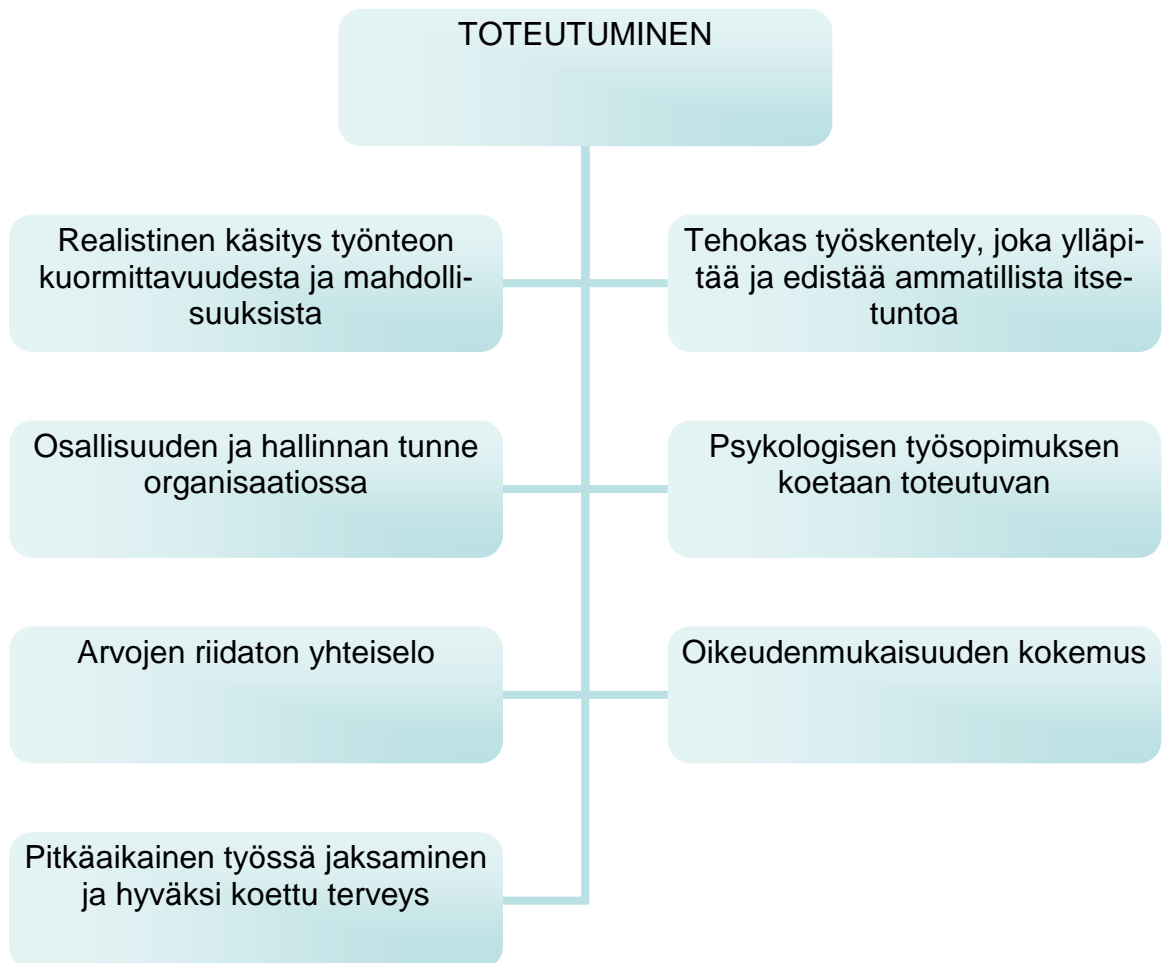 TOTEUTUMINEN
Realistinen käsitys työnteon
kuormittavuudesta ja mahdolli-
suuksista
Tehokas työskentely, joka ylläpi-
tää ja edistää ammatillista itse-
tuntoa
Osallisuuden ja hallinnan tunne
organisaatiossa
Psykologisen työsopimuksen
koetaan toteutuvan
Arvojen riidaton yhteiselo
Oikeudenmukaisuuden kokemus
Pitkäaikainen työssä jaksaminen
ja hyväksi koettu terveys